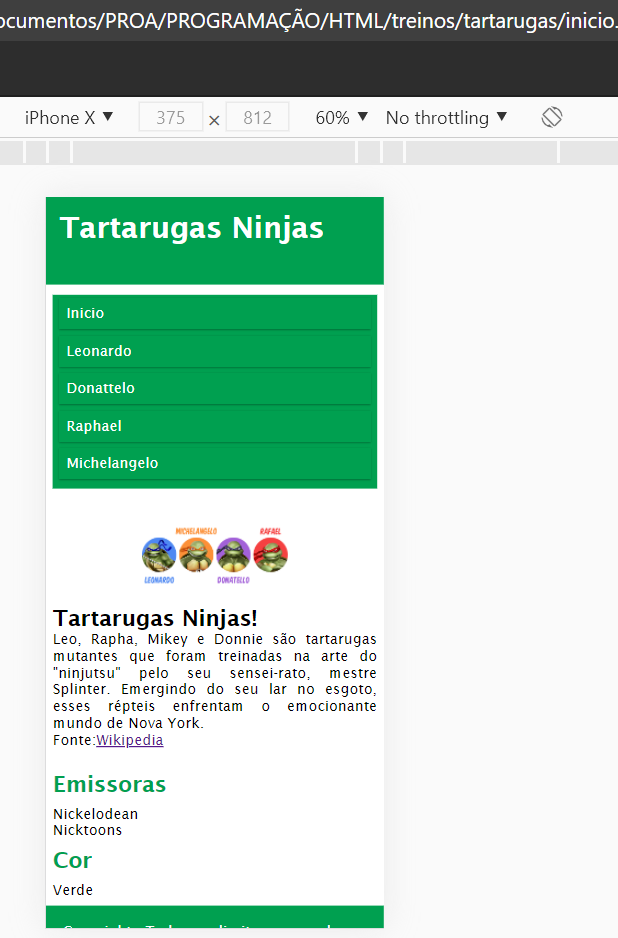 ocumentos/PROA/PROGRAMAÇÃO/HTML/treinos/tartarugas/inicio.
iPhone X ▼ 375 × 812 60% ▼ No throttling ▼
Tartarugas Ninjas
Inicio
Leonardo
Donattelo
Raphael
Michelangelo
MICHELANGELO RAFAEL
LEONARDO DONATELLO
Tartarugas Ninjas!
Leo, Rapha, Mikey e Donnie são tartarugas
mutantes que foram treinadas na arte do
"ninjutsu" pelo seu sensei-rato, mestre
Splinter. Emergindo do seu lar no esgoto,
esses répteis enfrentam o emocionante
mundo de Nova York.
Fonte:Wikipedia
Emissoras
Nickelodean
Nicktoons
Cor
Verde